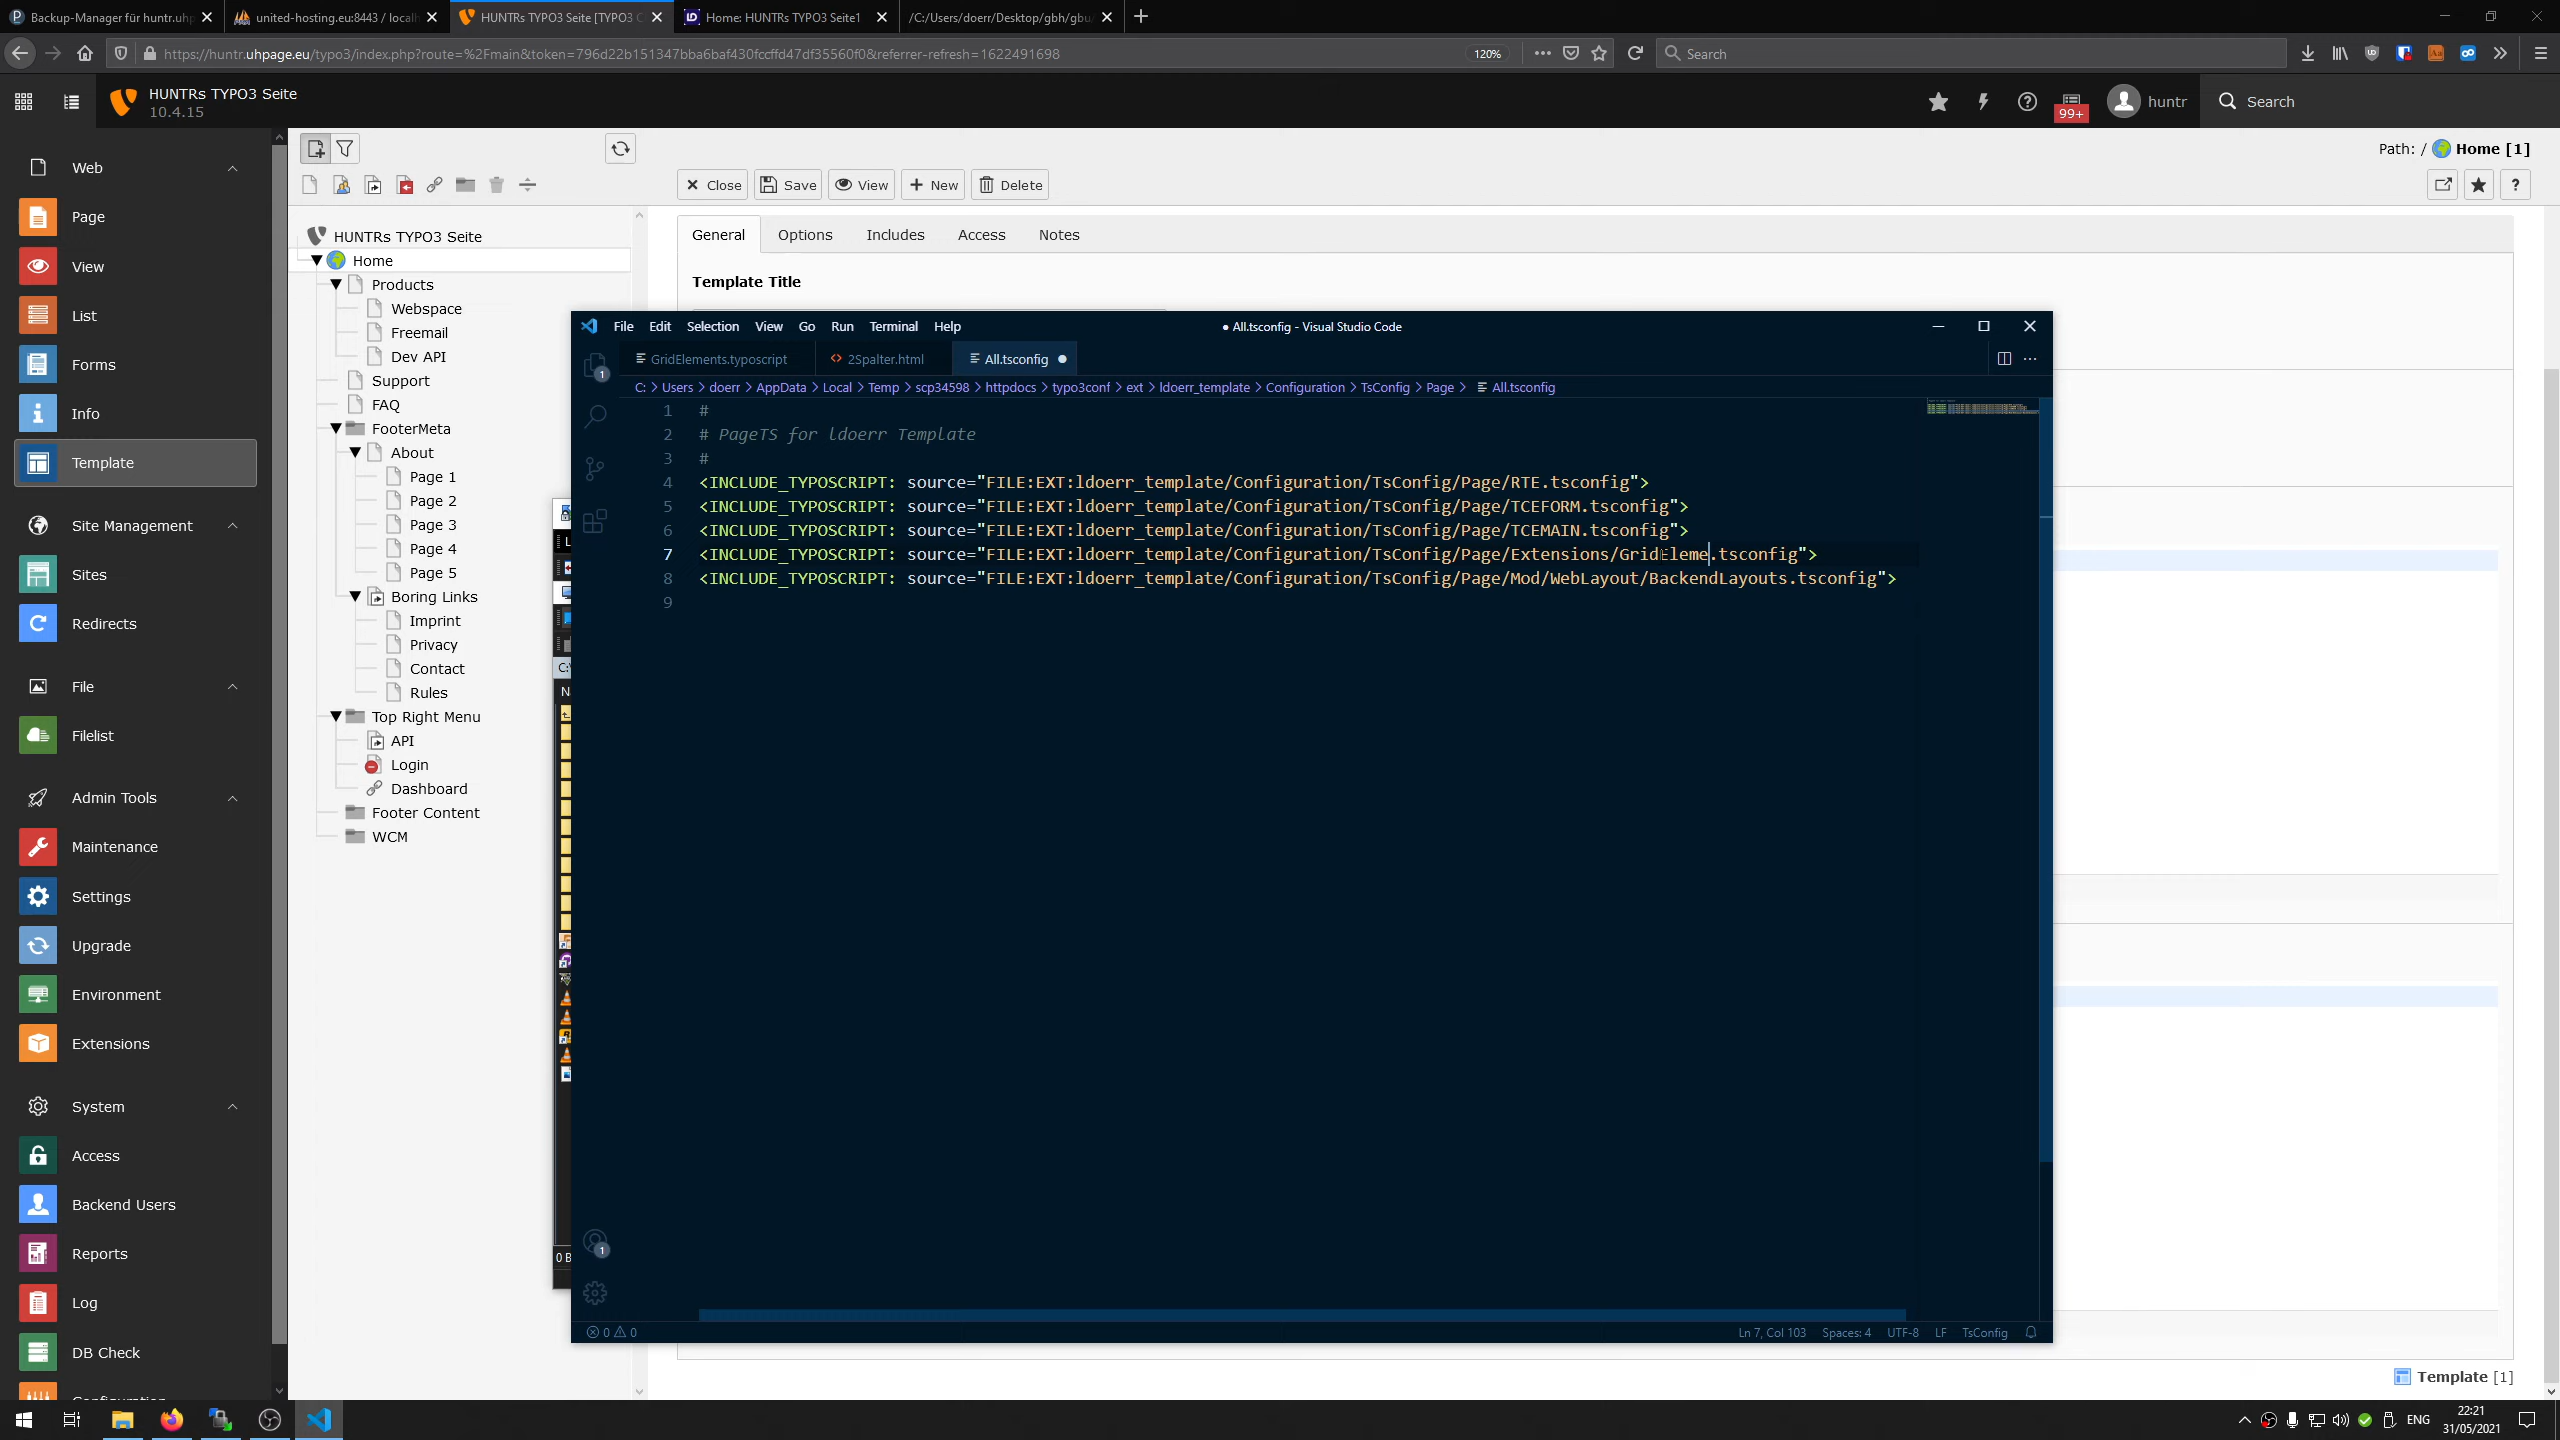 Backup-Manager für huntr.uhp
united-hosting.eu:8443 / localh
HUNTRs TYPO3 Seite [TYPO3 C
Home: HUNTRs TYPO3 Seite1
/C:/Users/doerr/Desktop/gbh/gbu
https://huntr.uhpage.eu/typo3/index.php?route=%2Fmain&token=796d22b151347bba6baf430fccffd47df35560f0&referrer-refresh=1622491698
120%
Search
HUNTRs TYPO3 Seite
10.4.15
99+
huntr
Search
Web
Page
View
List
Forms
Info
Template
Site Management
Sites
Redirects
File
Filelist
Admin Tools
Maintenance
Settings
Upgrade
Environment
Extensions
System
Access
Backend Users
Reports
Log
DB Check
Configuration
HUNTRs TYPO3 Seite
Home
Products
Webspace
Freemail
Dev API
Support
FAQ
FooterMeta
About
Page 1
Page 2
Page 3
Page 4
Page 5
Boring Links
Imprint
Privacy
Contact
Rules
Top Right Menu
API
Login
Dashboard
Footer Content
WCM
Path: / Home [1]
Close
Save
View
New
Delete
General
Options
Includes
Access
Notes
Template Title
File Edit Selection View Go Run Terminal Help
● All.tsconfig - Visual Studio Code
GridElements.typoscript
2Spalter.html
All.tsconfig
C: > Users > doerr > AppData > Local > Temp > scp34598 > httpdocs > typo3conf > ext > ldoerr_template > Configuration > TsConfig > Page > All.tsconfig
1 #
2 # PageTS for ldoerr Template
3 #
4 <INCLUDE_TYPOSCRIPT: source="FILE:EXT:ldoerr_template/Configuration/TsConfig/Page/RTE.tsconfig">
5 <INCLUDE_TYPOSCRIPT: source="FILE:EXT:ldoerr_template/Configuration/TsConfig/Page/TCEFORM.tsconfig">
6 <INCLUDE_TYPOSCRIPT: source="FILE:EXT:ldoerr_template/Configuration/TsConfig/Page/TCEMAIN.tsconfig">
7 <INCLUDE_TYPOSCRIPT: source="FILE:EXT:ldoerr_template/Configuration/TsConfig/Page/Extensions/GridEleme.tsconfig">
8 <INCLUDE_TYPOSCRIPT: source="FILE:EXT:ldoerr_template/Configuration/TsConfig/Page/Mod/WebLayout/BackendLayouts.tsconfig">
9
0 0
Ln 7, Col 103
Spaces: 4
UTF-8
LF
TsConfig
0 B
Template [1]
ENG
22:21
31/05/2021